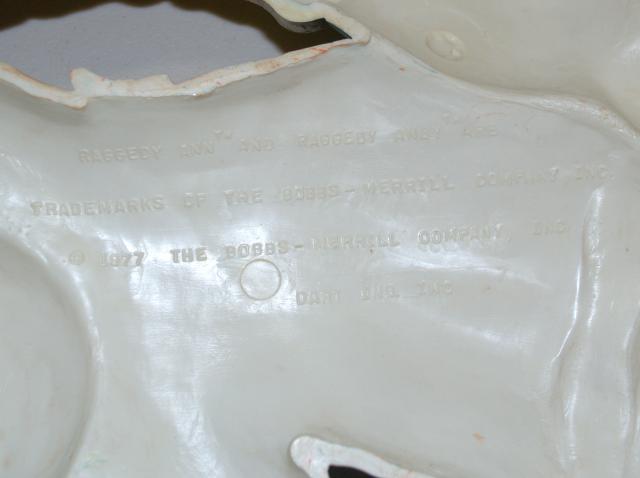 RAGGEDY ANN™ AND RAGGEDY ANDY™ ARE
TRADEMARKS OF THE BOBBS-MERRILL COMPANY, INC.
© 1977 THE BOBBS-MERRILL COMPANY, INC.
DART IND. INC